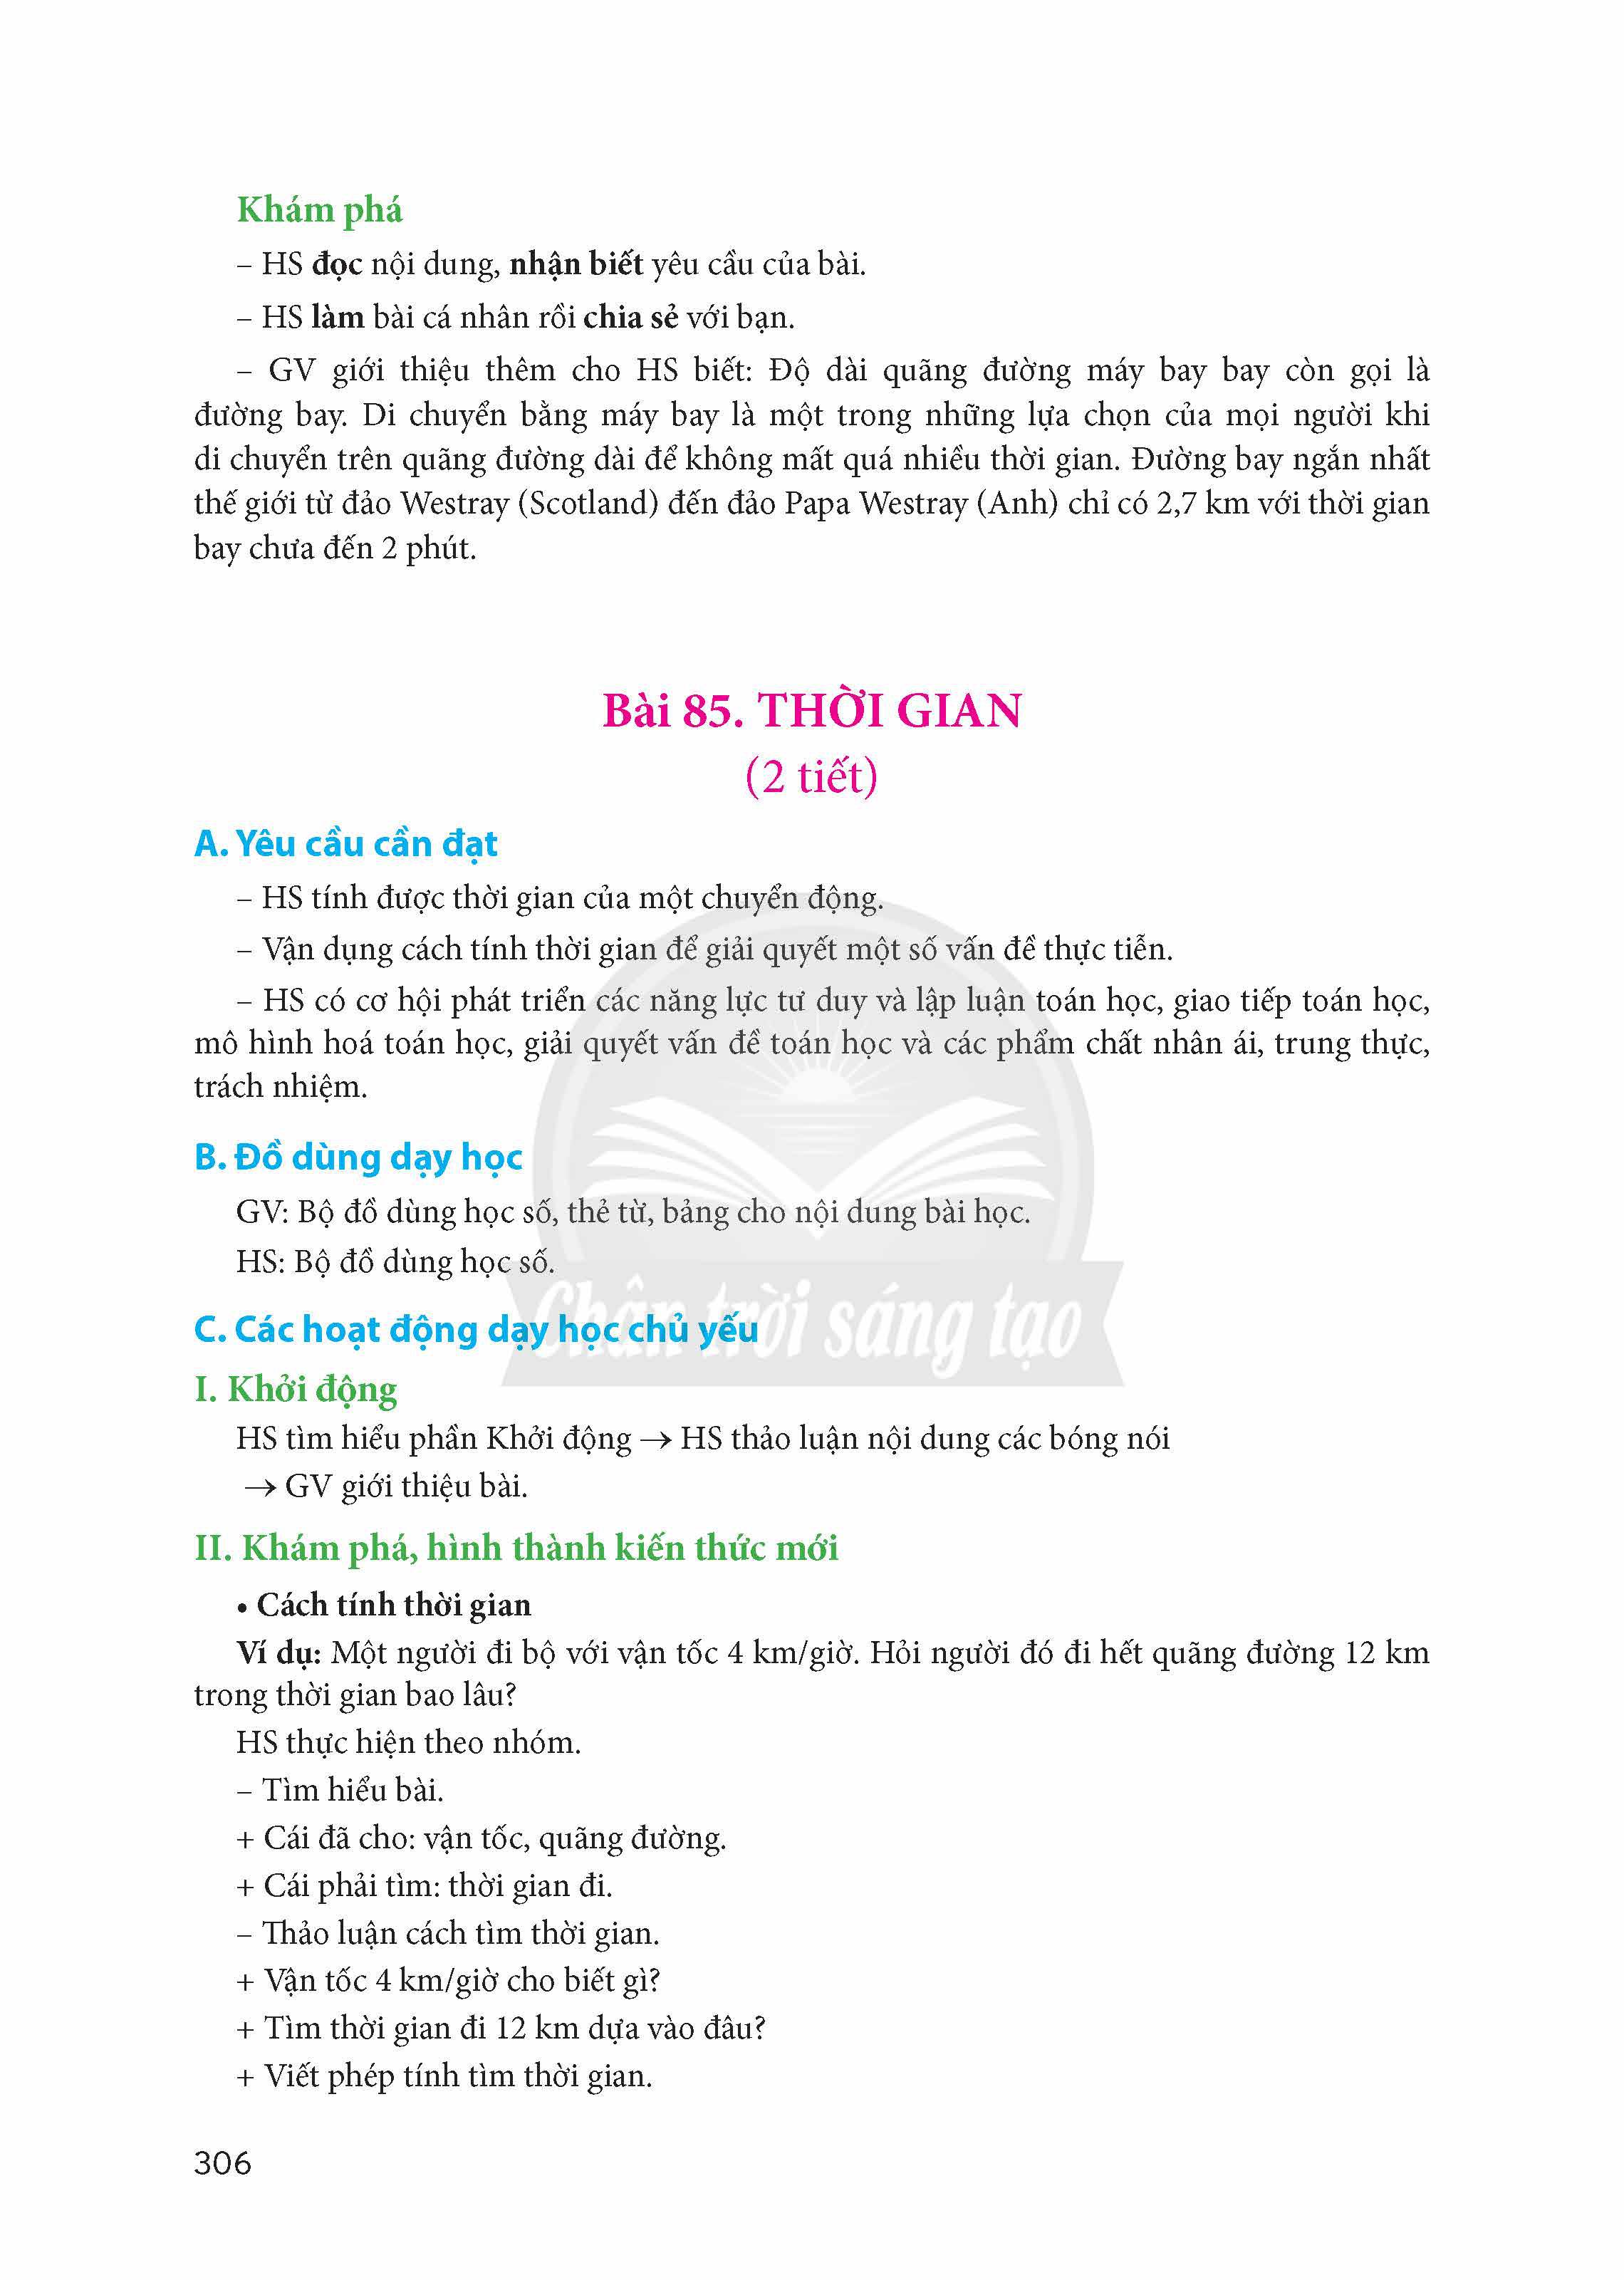 Khám phá
– HS đọc nội dung, nhận biết yêu cầu của bài.
– HS làm bài cá nhân rồi chia sẻ với bạn.
– GV giới thiệu thêm cho HS biết: Độ dài quãng đường máy bay bay còn gọi là
đường bay. Di chuyển bằng máy bay là một trong những lựa chọn của mọi người khi
di chuyển trên quãng đường dài để không mất quá nhiều thời gian. Đường bay ngắn nhất
thế giới từ đảo Westray (Scotland) đến đảo Papa Westray (Anh) chỉ có 2,7 km với thời gian
bay chưa đến 2 phút.
Bài 85. THỜI GIAN
(2 tiết)
A. Yêu cầu cần đạt
– HS tính được thời gian của một chuyển động.
– Vận dụng cách tính thời gian để giải quyết một số vấn đề thực tiễn.
– HS có cơ hội phát triển các năng lực tư duy và lập luận toán học, giao tiếp toán học,
mô hình hoá toán học, giải quyết vấn đề toán học và các phẩm chất nhân ái, trung thực,
trách nhiệm.
B. Đồ dùng dạy học
GV: Bộ đồ dùng học số, thẻ từ, bảng cho nội dung bài học.
HS: Bộ đồ dùng học số.
Chân trời sáng tạo
C. Các hoạt động dạy học chủ yếu
I. Khởi động
HS tìm hiểu phần Khởi động → HS thảo luận nội dung các bóng nói
→ GV giới thiệu bài.
II. Khám phá, hình thành kiến thức mới
• Cách tính thời gian
Ví dụ: Một người đi bộ với vận tốc 4 km/giờ. Hỏi người đó đi hết quãng đường 12 km
trong thời gian bao lâu?
HS thực hiện theo nhóm.
– Tìm hiểu bài.
+ Cái đã cho: vận tốc, quãng đường.
+ Cái phải tìm: thời gian đi.
– Thảo luận cách tìm thời gian.
+ Vận tốc 4 km/giờ cho biết gì?
+ Tìm thời gian đi 12 km dựa vào đâu?
+ Viết phép tính tìm thời gian.
306